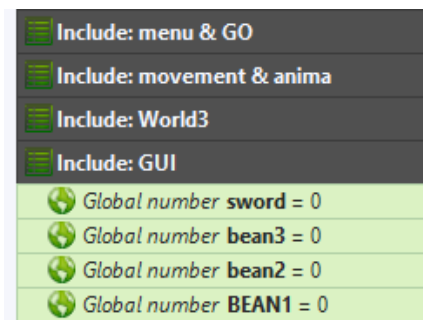 Include: menu & GO
Include: movement & anima
Include: World3
Include: GUI
Global number sword = 0
Global number bean3 = 0
Global number bean2 = 0
Global number BEAN1 = 0